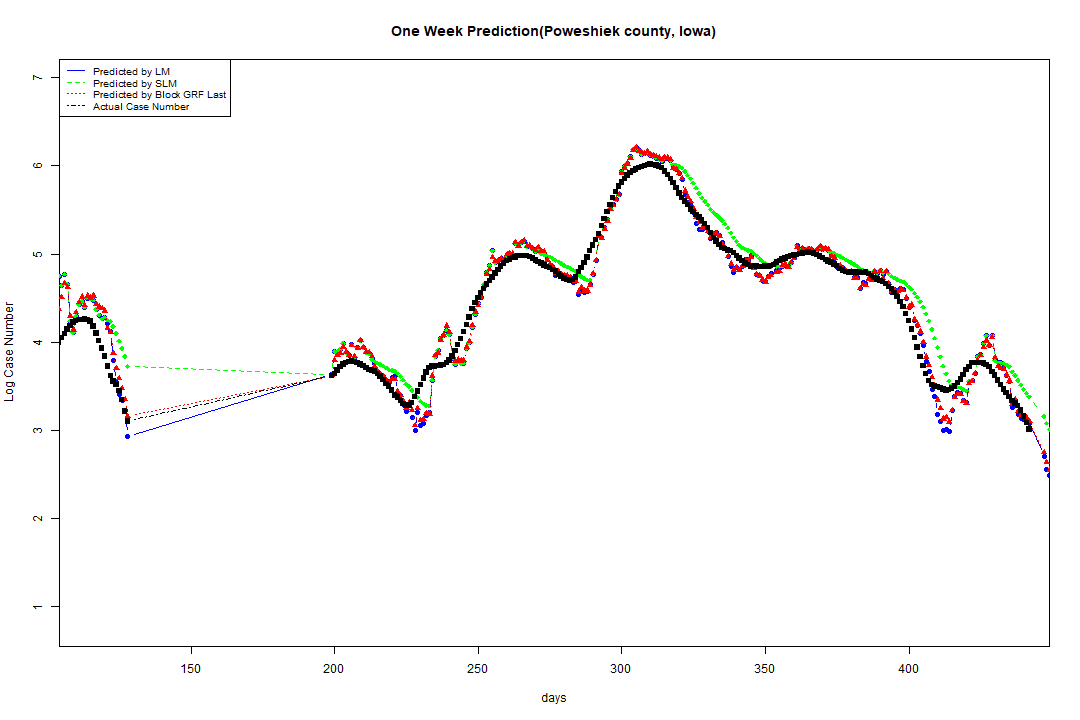 One Week Prediction(Poweshiek county, Iowa)
Predicted by LM
Predicted by SLM
Predicted by Block GRF Last
Actual Case Number
Log Case Number
7
6
5
4
3
2
1
150
200
250
300
350
400
days